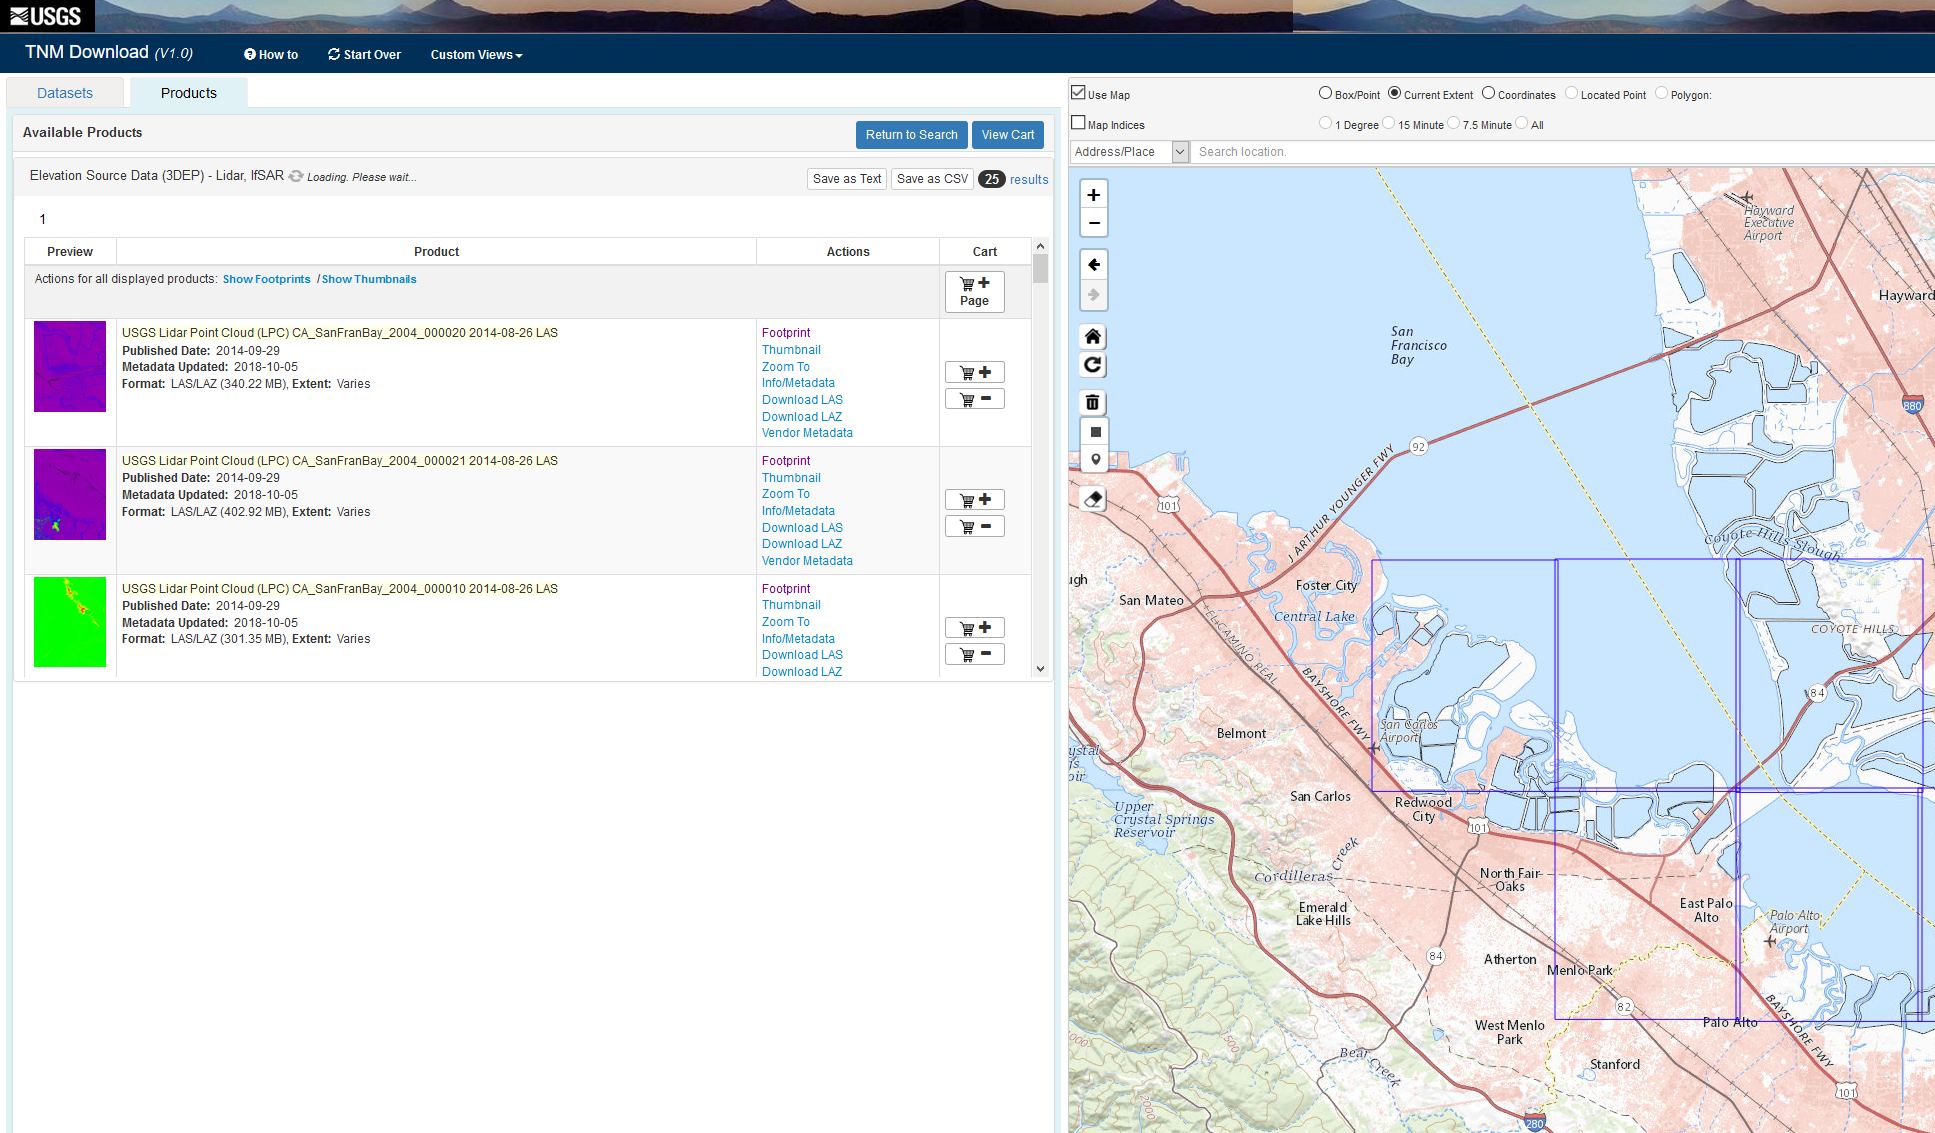 USGS
TNM Download (V1.0)
How to
Start Over
Custom Views
Datasets
Products
Available Products
Return to Search
View Cart
Elevation Source Data (3DEP) - Lidar, IfSAR Loading. Please wait...
Save as Text
Save as CSV
25 results
1
Preview
Product
Actions
Cart
Actions for all displayed products: Show Footprints / Show Thumbnails
Page
USGS Lidar Point Cloud (LPC) CA_SanFranBay_2004_000020 2014-08-26 LAS
Published Date: 2014-09-29
Metadata Updated: 2018-10-05
Format: LAS/LAZ (340.22 MB), Extent: Varies
Footprint
Thumbnail
Zoom To
Info/Metadata
Download LAS
Download LAZ
Vendor Metadata
USGS Lidar Point Cloud (LPC) CA_SanFranBay_2004_000021 2014-08-26 LAS
Published Date: 2014-09-29
Metadata Updated: 2018-10-05
Format: LAS/LAZ (402.92 MB), Extent: Varies
Footprint
Thumbnail
Zoom To
Info/Metadata
Download LAS
Download LAZ
Vendor Metadata
USGS Lidar Point Cloud (LPC) CA_SanFranBay_2004_000010 2014-08-26 LAS
Published Date: 2014-09-29
Metadata Updated: 2018-10-05
Format: LAS/LAZ (301.35 MB), Extent: Varies
Footprint
Thumbnail
Zoom To
Info/Metadata
Download LAS
Download LAZ
Use Map
Box/Point
Current Extent
Coordinates
Located Point
Polygon:
Map Indices
1 Degree
15 Minute
7.5 Minute
All
Address/Place
Search location.
Hayward
Executive
Airport
Hayward
San
Francisco
Bay
880
92
J ARTHUR YOUNGER FWY
101
Coyote Hills Slough
ugh
San Mateo
Foster City
Central Lake
COYOTE HILLS
EL CAMINO REAL
BAYSHORE FWY
84
San Carlos
Airport
Belmont
ystal
gs
oir
San Carlos
Redwood
City
Upper
Crystal Springs
Reservoir
101
Cordilleras Creek
North Fair
Oaks
East Palo
Alto
Emerald
Lake Hills
Palo Alto
Airport
84
Atherton
Menlo Park
82
BAYSHORE FWY
West Menlo
Park
Palo Alto
Bear Creek
Stanford
101
280
2000